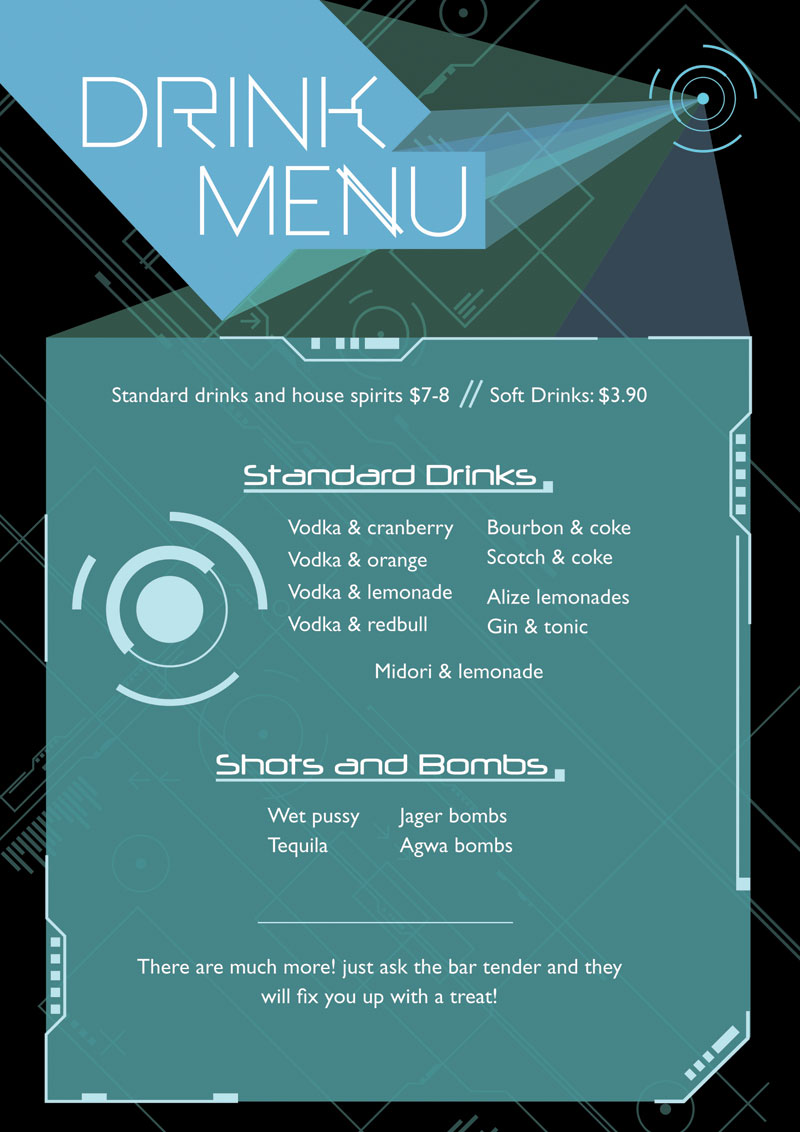 DRINK
MENU
Standard drinks and house spirits $7-8 // Soft Drinks: $3.90
Standard Drinks
Vodka & cranberry
Vodka & orange
Vodka & lemonade
Vodka & redbull
Bourbon & coke
Scotch & coke
Alize lemonades
Gin & tonic
Midori & lemonade
Shots and Bombs
Wet pussy
Tequila
Jager bombs
Agwa bombs
There are much more! just ask the bar tender and they
will fix you up with a treat!